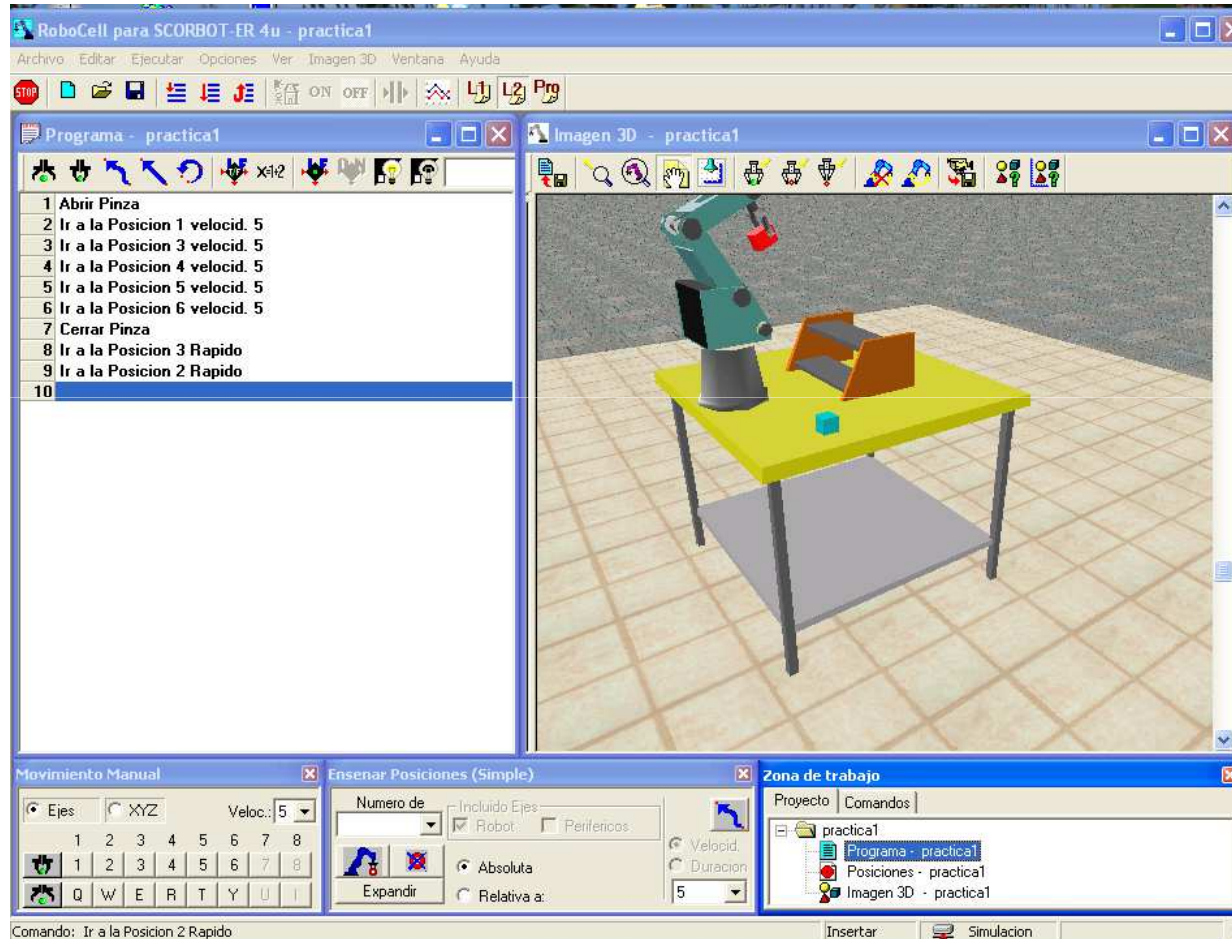 RoboCell para SCORBOT-ER 4u - practica1
Archivo Editar Ejecutar Opciones Ver Imagen 3D Ventana Ayuda
STOP ON OFF L1 L2 Pro
Programa - practica1
X=1+2
1 Abrir Pinza
2 Ir a la Posicion 1 velocid. 5
3 Ir a la Posicion 3 velocid. 5
4 Ir a la Posicion 4 velocid. 5
5 Ir a la Posicion 5 velocid. 5
6 Ir a la Posicion 6 velocid. 5
7 Cerrar Pinza
8 Ir a la Posicion 3 Rapido
9 Ir a la Posicion 2 Rapido
10
Imagen 3D - practica1
Movimiento Manual
Ejes XYZ Veloc.: 5
1 2 3 4 5 6 7 8
1 2 3 4 5 6 7 8
Q W E R T Y U I
Ensenar Posiciones (Simple)
Numero de
Incluido Ejes
Robot Perifericos
Velocid.
Absoluta
Duracion
Expandir
Relativa a:
5
Zona de trabajo
Proyecto Comandos
practica1
Programa - practica1
Posiciones - practica1
Imagen 3D - practica1
Comando: Ir a la Posicion 2 Rapido
Insertar Simulacion